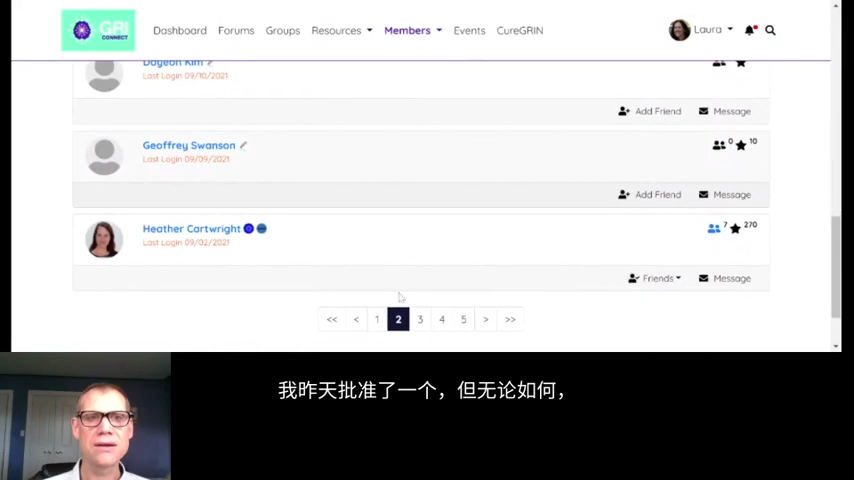 GRI
CONNECT
Dashboard Forums Groups Resources Members Events CureGRIN Laura
Dayeon Kim
Last Login 09/10/2021
Add Friend Message
Geoffrey Swanson 0 10
Last Login 09/09/2021
Add Friend Message
Heather Cartwright 7 270
Last Login 09/02/2021
Friends Message
<< < 1 2 3 4 5 > >>
我昨天批准了一个，但无论如何，